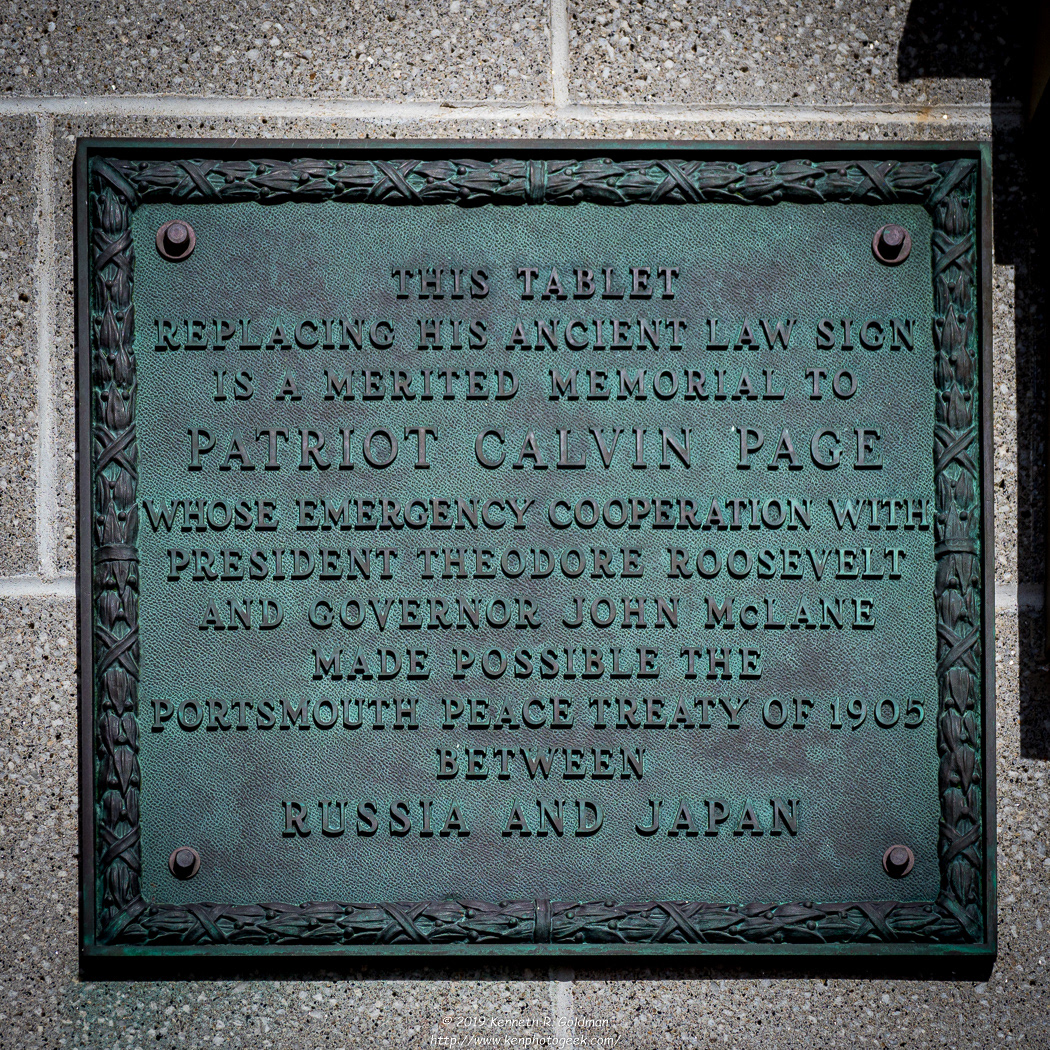 THIS TABLET
REPLACING HIS ANCIENT LAW SIGN
IS A MERITED MEMORIAL TO
PATRIOT CALVIN PAGE
WHOSE EMERGENCY COOPERATION WITH
PRESIDENT THEODORE ROOSEVELT
AND GOVERNOR JOHN McLANE
MADE POSSIBLE THE
PORTSMOUTH PEACE TREATY OF 1905
BETWEEN
RUSSIA AND JAPAN
© 2019 Kenneth R. Goldman
http://www.kenphotogeek.com/